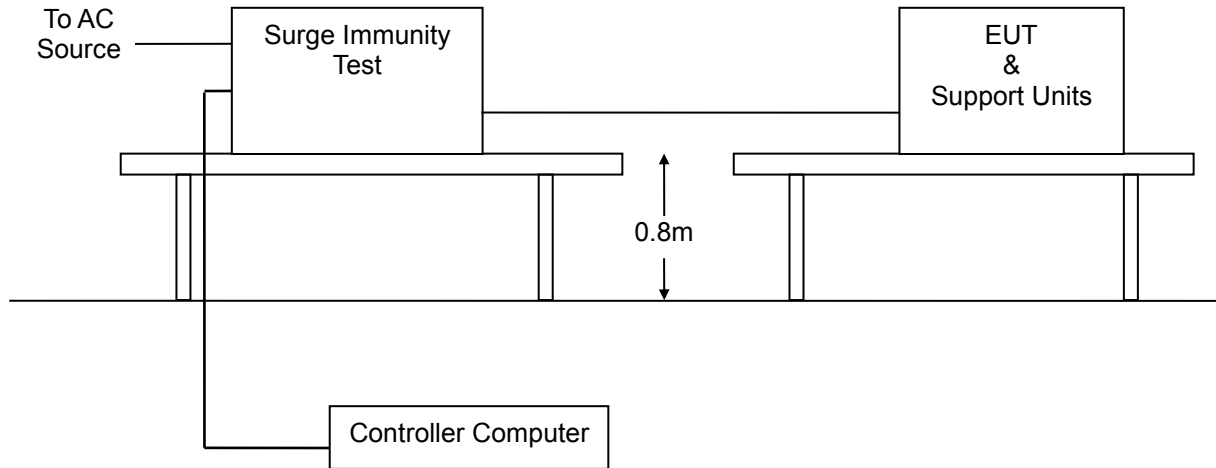 To AC
Source
Surge Immunity
Test
EUT
&
Support Units
0.8m
Controller Computer